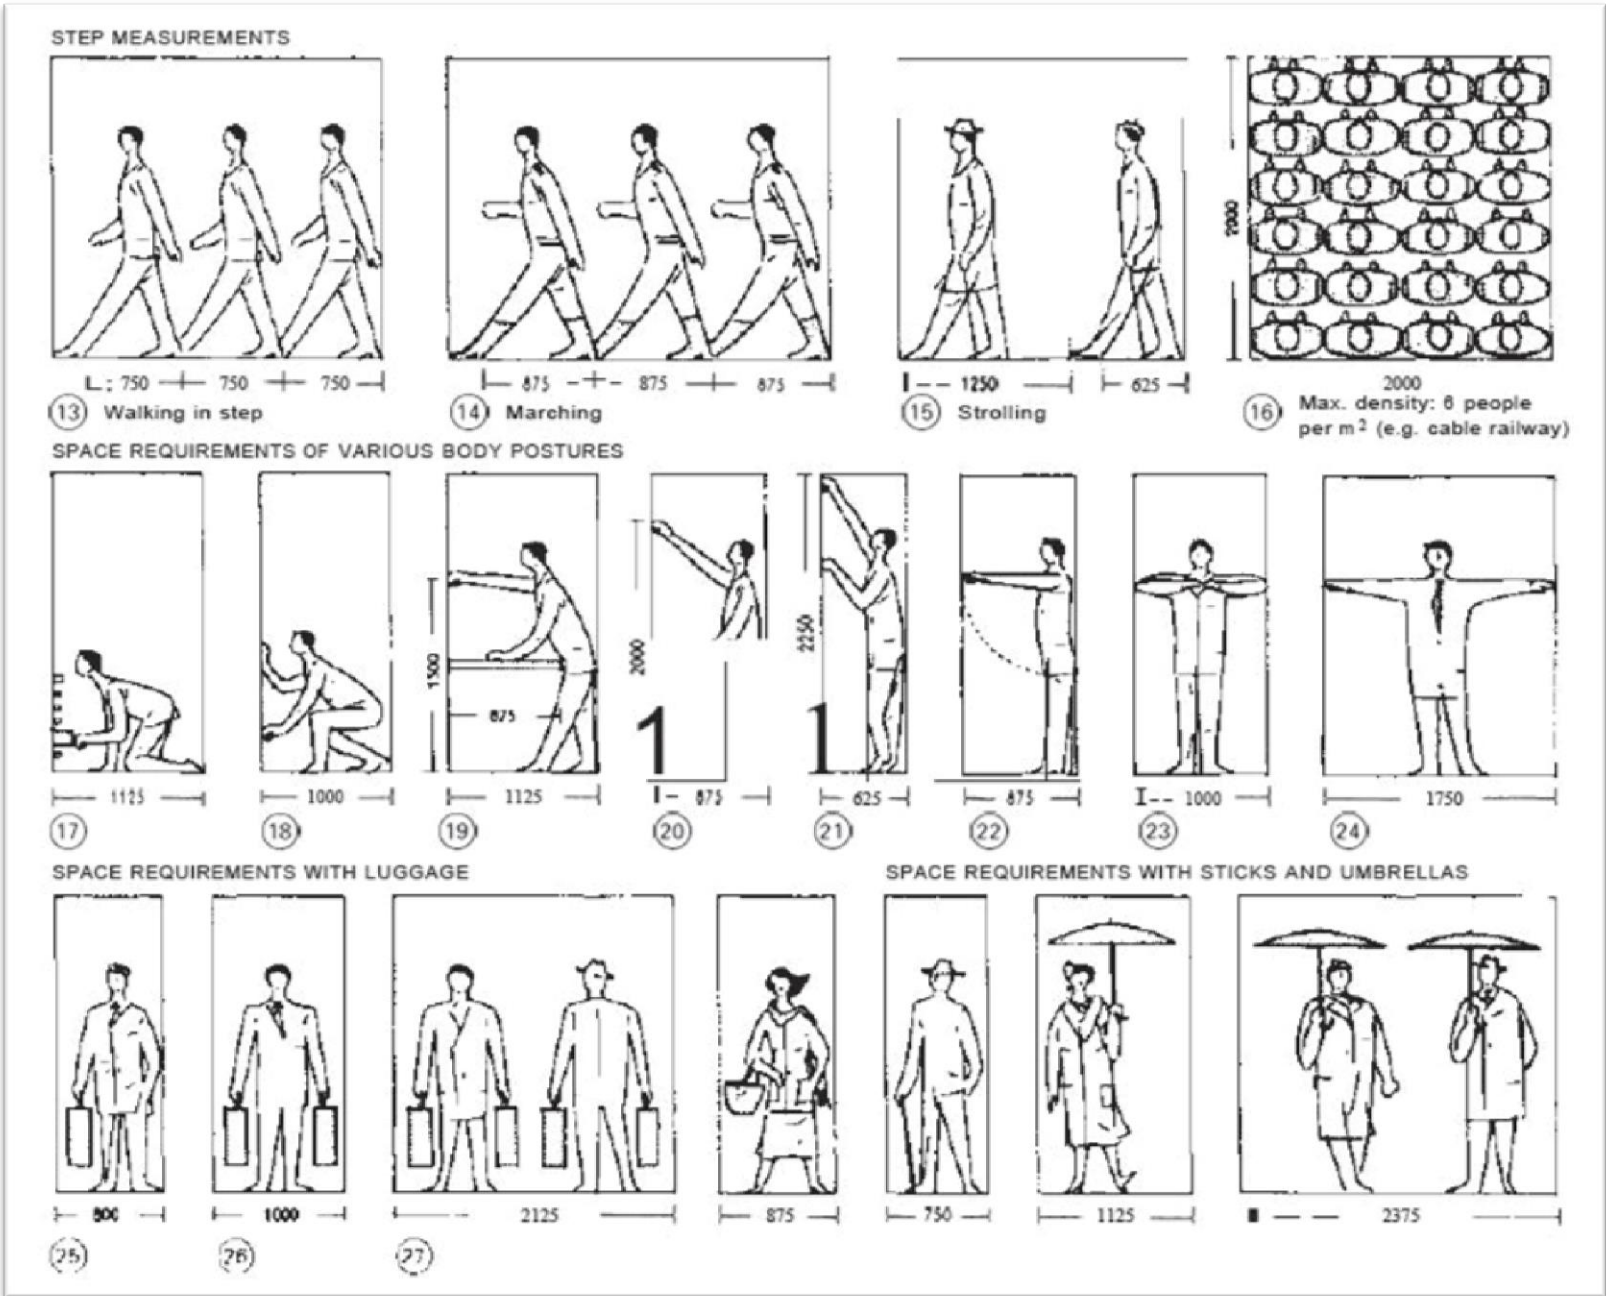 STEP MEASUREMENTS
750 750 750
875 875 875
1250 625
2000
2000
13 Walking in step
14 Marching
15 Strolling
16 Max. density: 6 people
per m² (e.g. cable railway)
SPACE REQUIREMENTS OF VARIOUS BODY POSTURES
1500
875
2000
1
2250
1
1125 1000 1125 875 625 875 1000 1750
17 18 19 20 21 22 23 24
SPACE REQUIREMENTS WITH LUGGAGE
SPACE REQUIREMENTS WITH STICKS AND UMBRELLAS
800 1000 2125 875 750 1125 2375
25 26 27